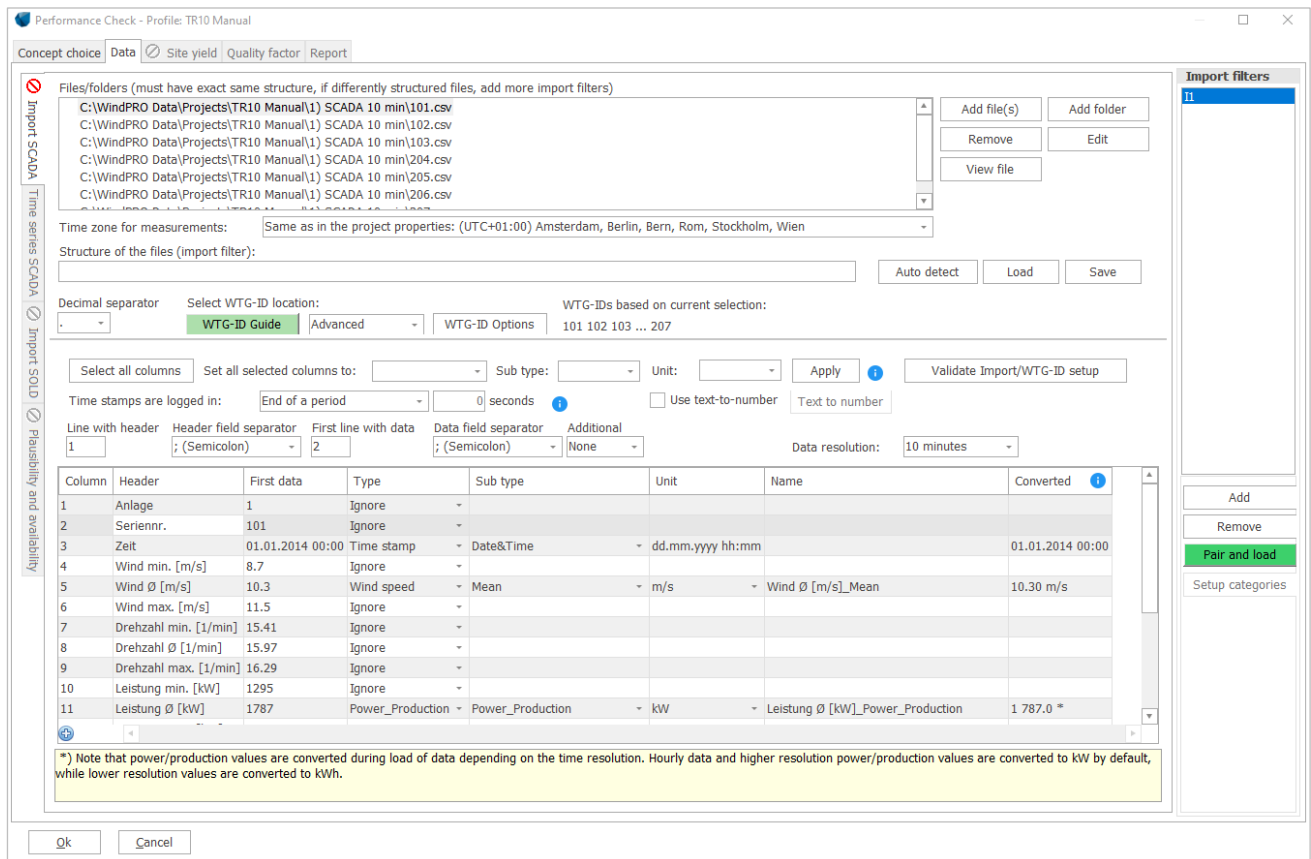 Performance Check - Profile: TR10 Manual
Concept choice Data Site yield Quality factor Report
Import SCADA
Time series SCADA
Import SOLD
Plausibility and availability
Files/folders (must have exact same structure, if differently structured files, add more import filters)
C:\WindPRO Data\Projects\TR10 Manual\1) SCADA 10 min\101.csv
C:\WindPRO Data\Projects\TR10 Manual\1) SCADA 10 min\102.csv
C:\WindPRO Data\Projects\TR10 Manual\1) SCADA 10 min\103.csv
C:\WindPRO Data\Projects\TR10 Manual\1) SCADA 10 min\204.csv
C:\WindPRO Data\Projects\TR10 Manual\1) SCADA 10 min\205.csv
C:\WindPRO Data\Projects\TR10 Manual\1) SCADA 10 min\206.csv
Add file(s) Add folder
Remove Edit
View file
Time zone for measurements: Same as in the project properties: (UTC+01:00) Amsterdam, Berlin, Bern, Rom, Stockholm, Wien
Structure of the files (import filter):
Auto detect Load Save
Decimal separator Select WTG-ID location: WTG-IDs based on current selection:
. WTG-ID Guide Advanced WTG-ID Options 101 102 103 ... 207
Select all columns Set all selected columns to: Sub type: Unit: Apply Validate Import/WTG-ID setup
Time stamps are logged in: End of a period 0 seconds Use text-to-number Text to number
Line with header Header field separator First line with data Data field separator Additional
1 ; (Semicolon) 2 ; (Semicolon) None Data resolution: 10 minutes
Column Header First data Type Sub type Unit Name Converted
1 Anlage 1 Ignore
2 Seriennr. 101 Ignore
3 Zeit 01.01.2014 00:00 Time stamp Date&Time dd.mm.yyyy hh:mm 01.01.2014 00:00
4 Wind min. [m/s] 8.7 Ignore
5 Wind Ø [m/s] 10.3 Wind speed Mean m/s Wind Ø [m/s]_Mean 10.30 m/s
6 Wind max. [m/s] 11.5 Ignore
7 Drehzahl min. [1/min] 15.41 Ignore
8 Drehzahl Ø [1/min] 15.97 Ignore
9 Drehzahl max. [1/min] 16.29 Ignore
10 Leistung min. [kW] 1295 Ignore
11 Leistung Ø [kW] 1787 Power_Production Power_Production kW Leistung Ø [kW]_Power_Production 1 787.0 *
*) Note that power/production values are converted during load of data depending on the time resolution. Hourly data and higher resolution power/production values are converted to kW by default,
while lower resolution values are converted to kWh.
Import filters
I1
Add
Remove
Pair and load
Setup categories
Ok Cancel